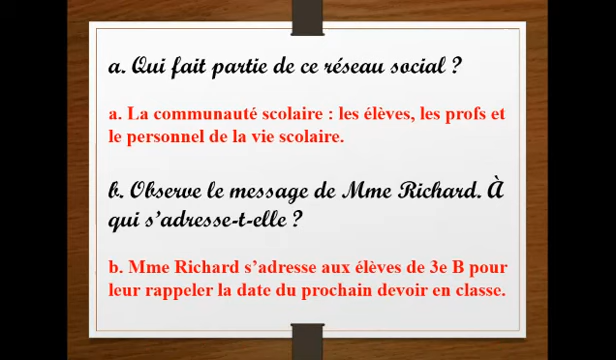 a. Qui fait partie de ce réseau social ?
a. La communauté scolaire : les élèves, les profs et
le personnel de la vie scolaire.
b. Observe le message de Mme Richard. À
qui s'adresse-t-elle ?
b. Mme Richard s'adresse aux élèves de 3e B pour
leur rappeler la date du prochain devoir en classe.